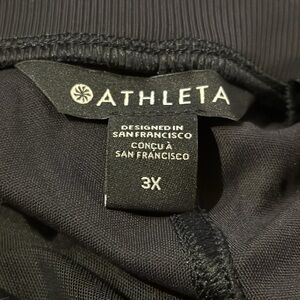 ATHLETA
DESIGNED IN
SAN FRANCISCO
CONÇU À
SAN FRANCISCO
3X